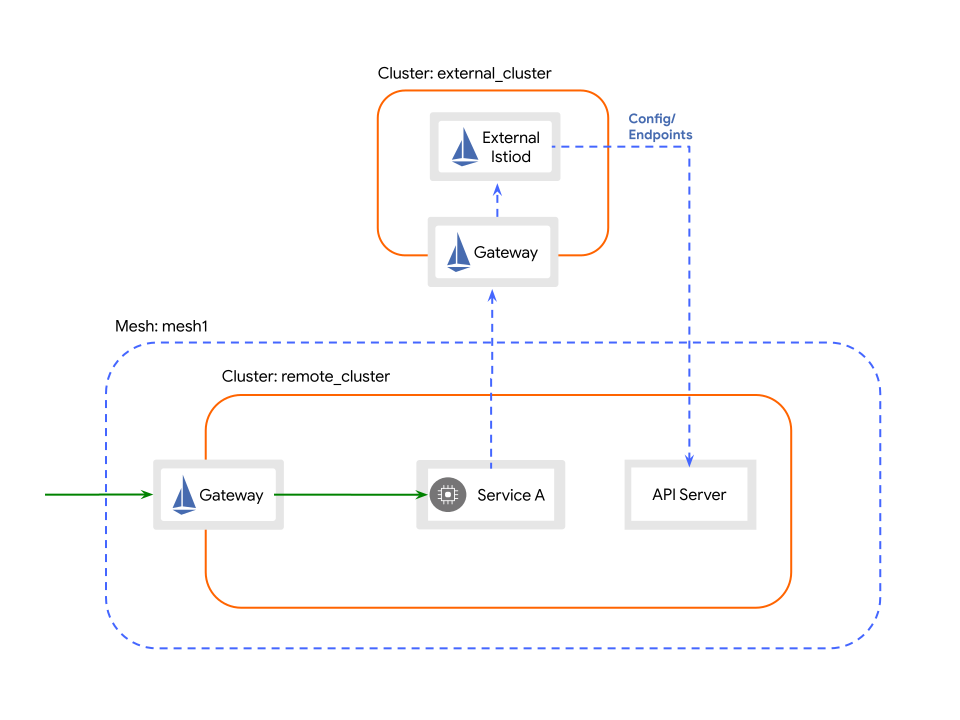 Cluster: external_cluster
External
Istiod
Config/
Endpoints
Gateway
Mesh: mesh1
Cluster: remote_cluster
Gateway
Service A
API Server